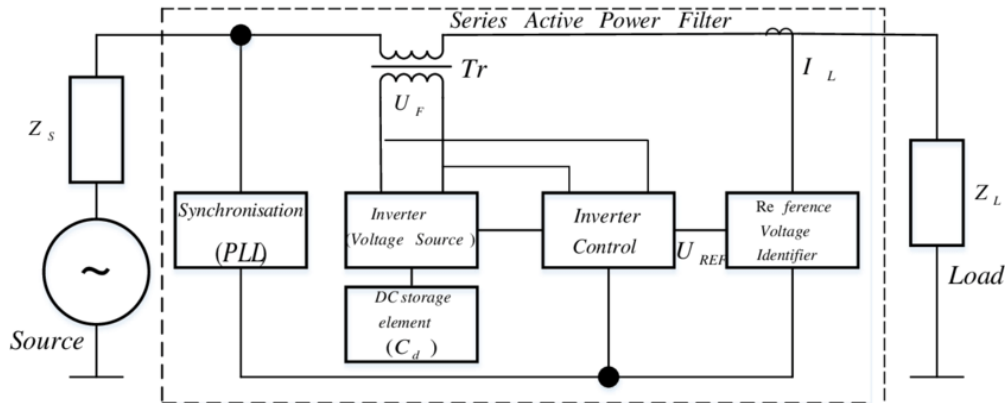 Series Active Power Filter
Tr
I L
Z S
U F
Z L
Synchronisation
(PLL)
Inverter
(Voltage Source)
Inverter
Control
U REF
Re ference
Voltage
Identifier
DC storage
element
(C d)
~
Source
Load